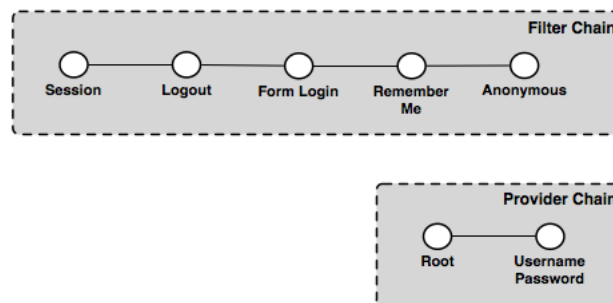 Filter Chain
Session
Logout
Form Login
Remember
Me
Anonymous
Provider Chain
Root
Username
Password